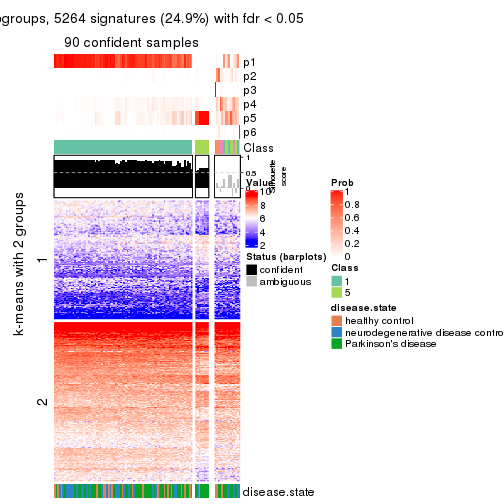 ogroups, 5264 signatures (24.9%) with fdr < 0.05
90 confident samples
p1
p2
p3
p4
p5
p6
Class
1
0.5
0
Silhouette
score
k-means with 2 groups
1
2
Value
10
8
6
4
2
Prob
1
0.8
0.6
0.4
0.2
0
Status (barplots)
confident
ambiguous
Class
1
5
disease.state
healthy control
neurodegenerative disease contro
Parkinson's disease
disease.state